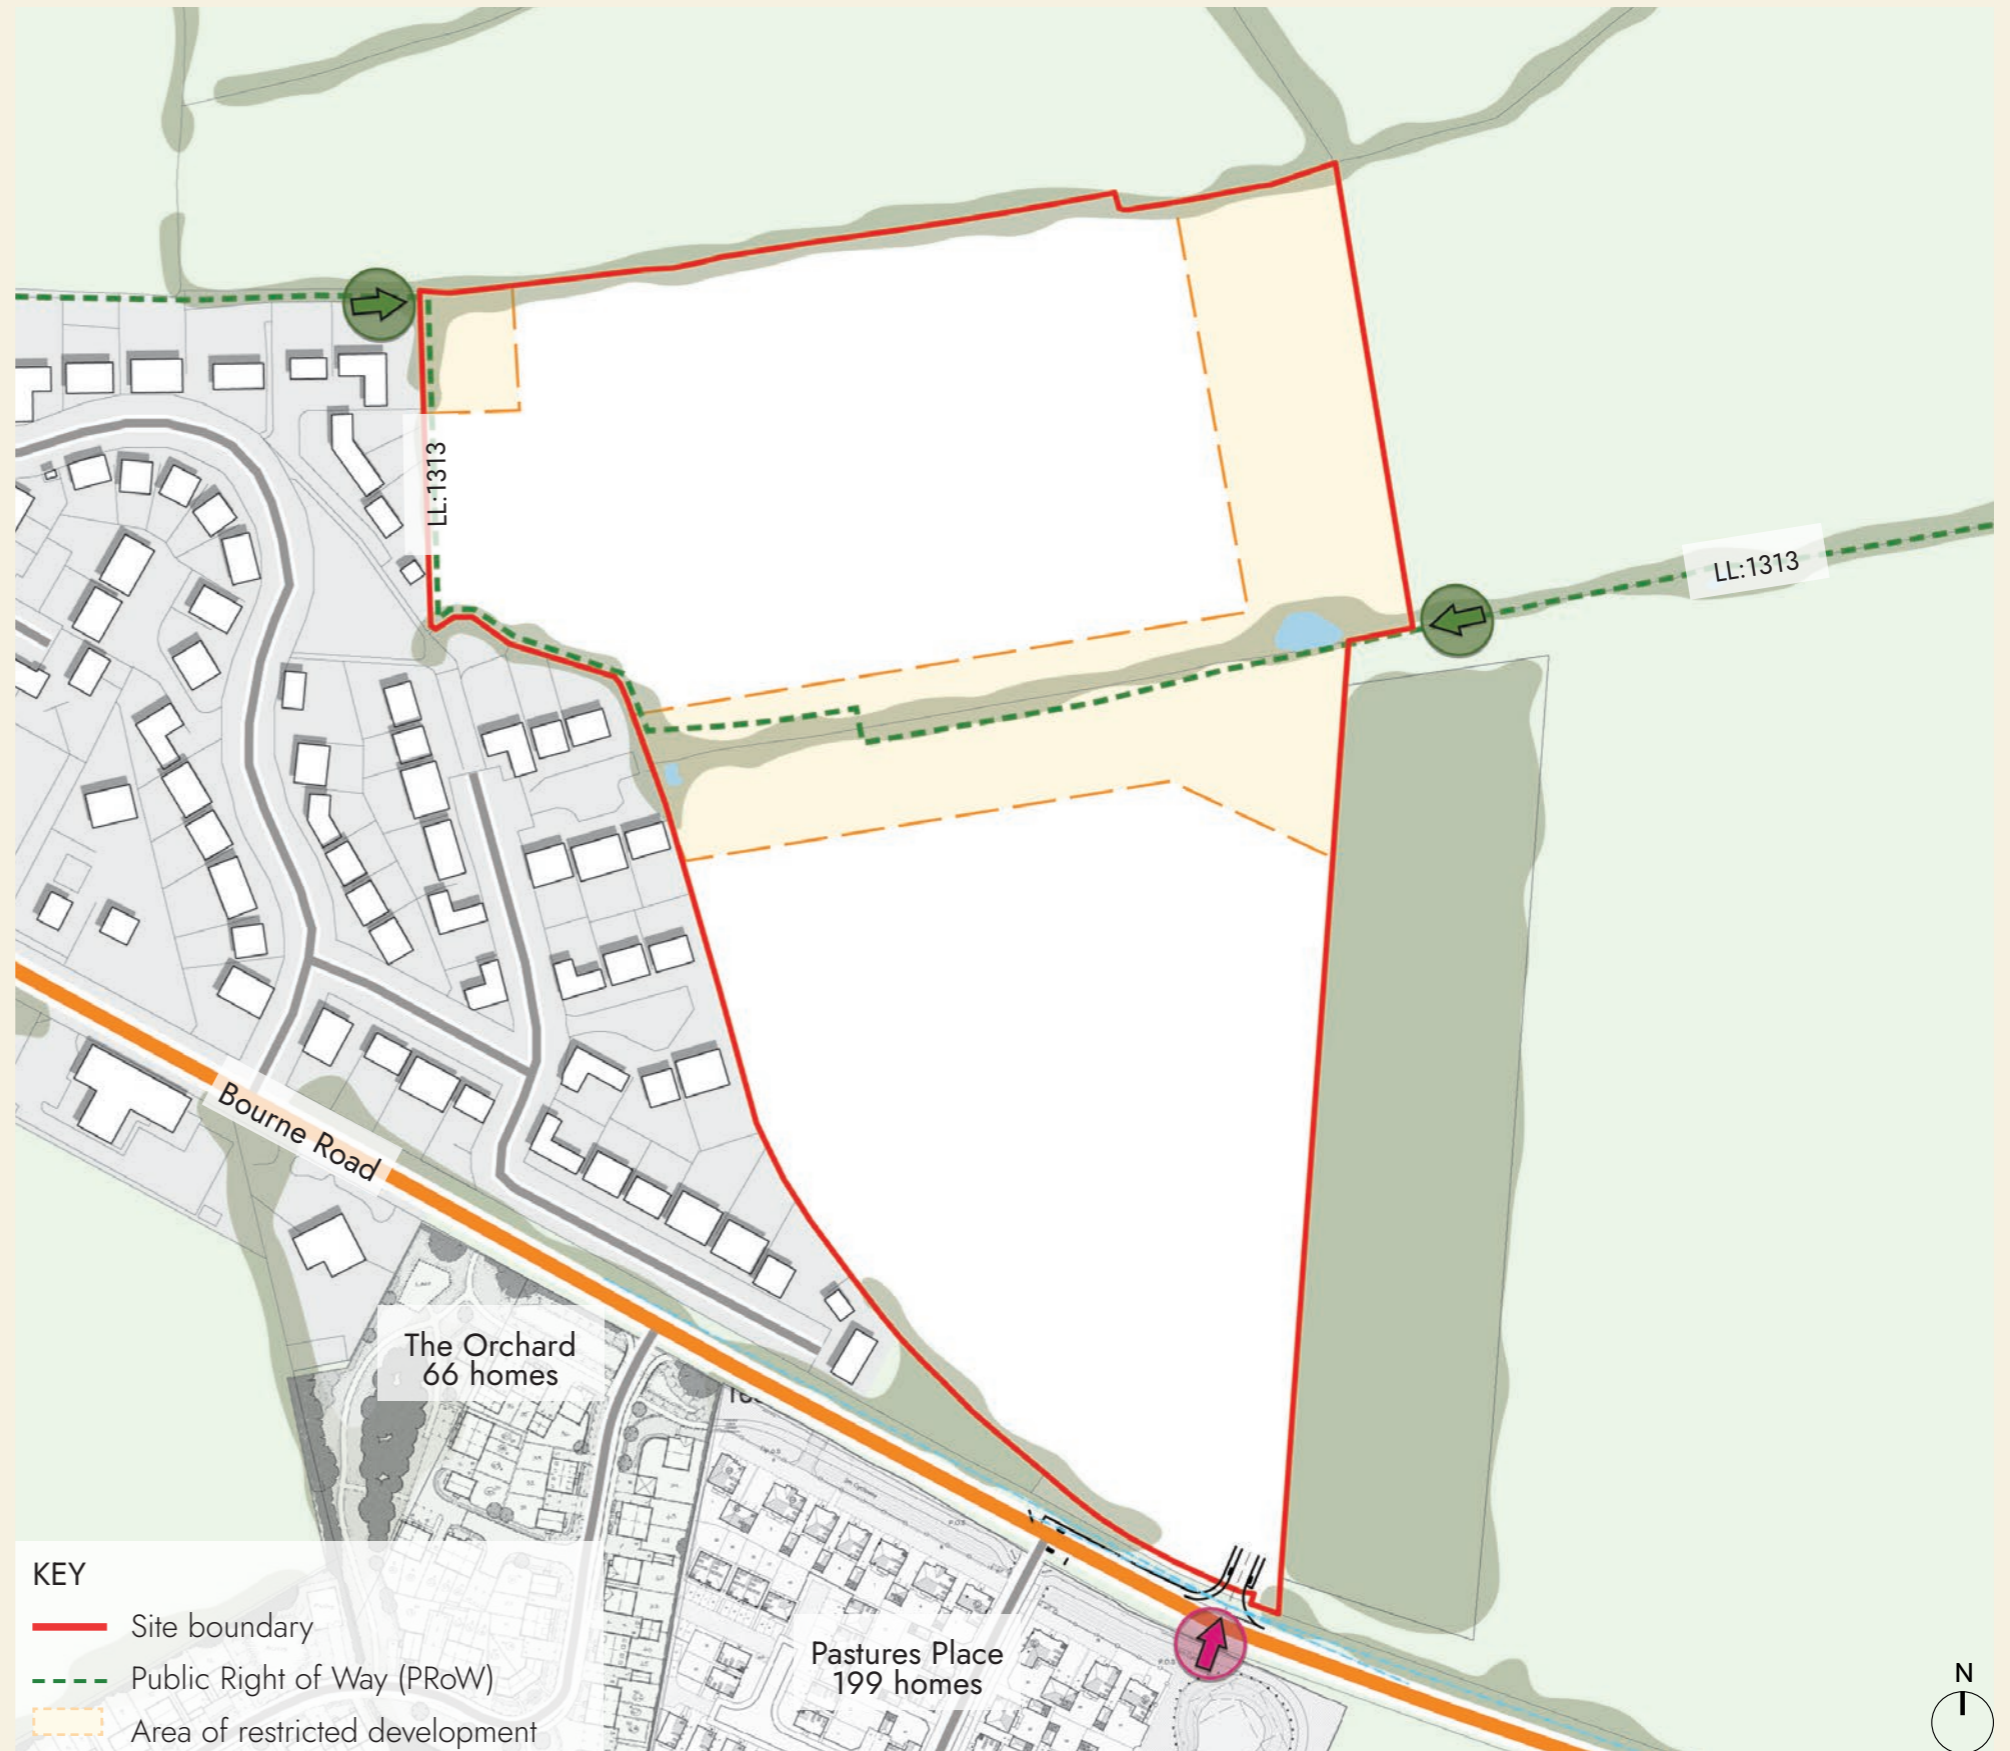 LL:1313
LL:1313
Bourne Road
The Orchard
66 homes
Pastures Place
199 homes
P.O.S
P.O.S
KEY
Site boundary
Public Right of Way (PRoW)
Area of restricted development
N